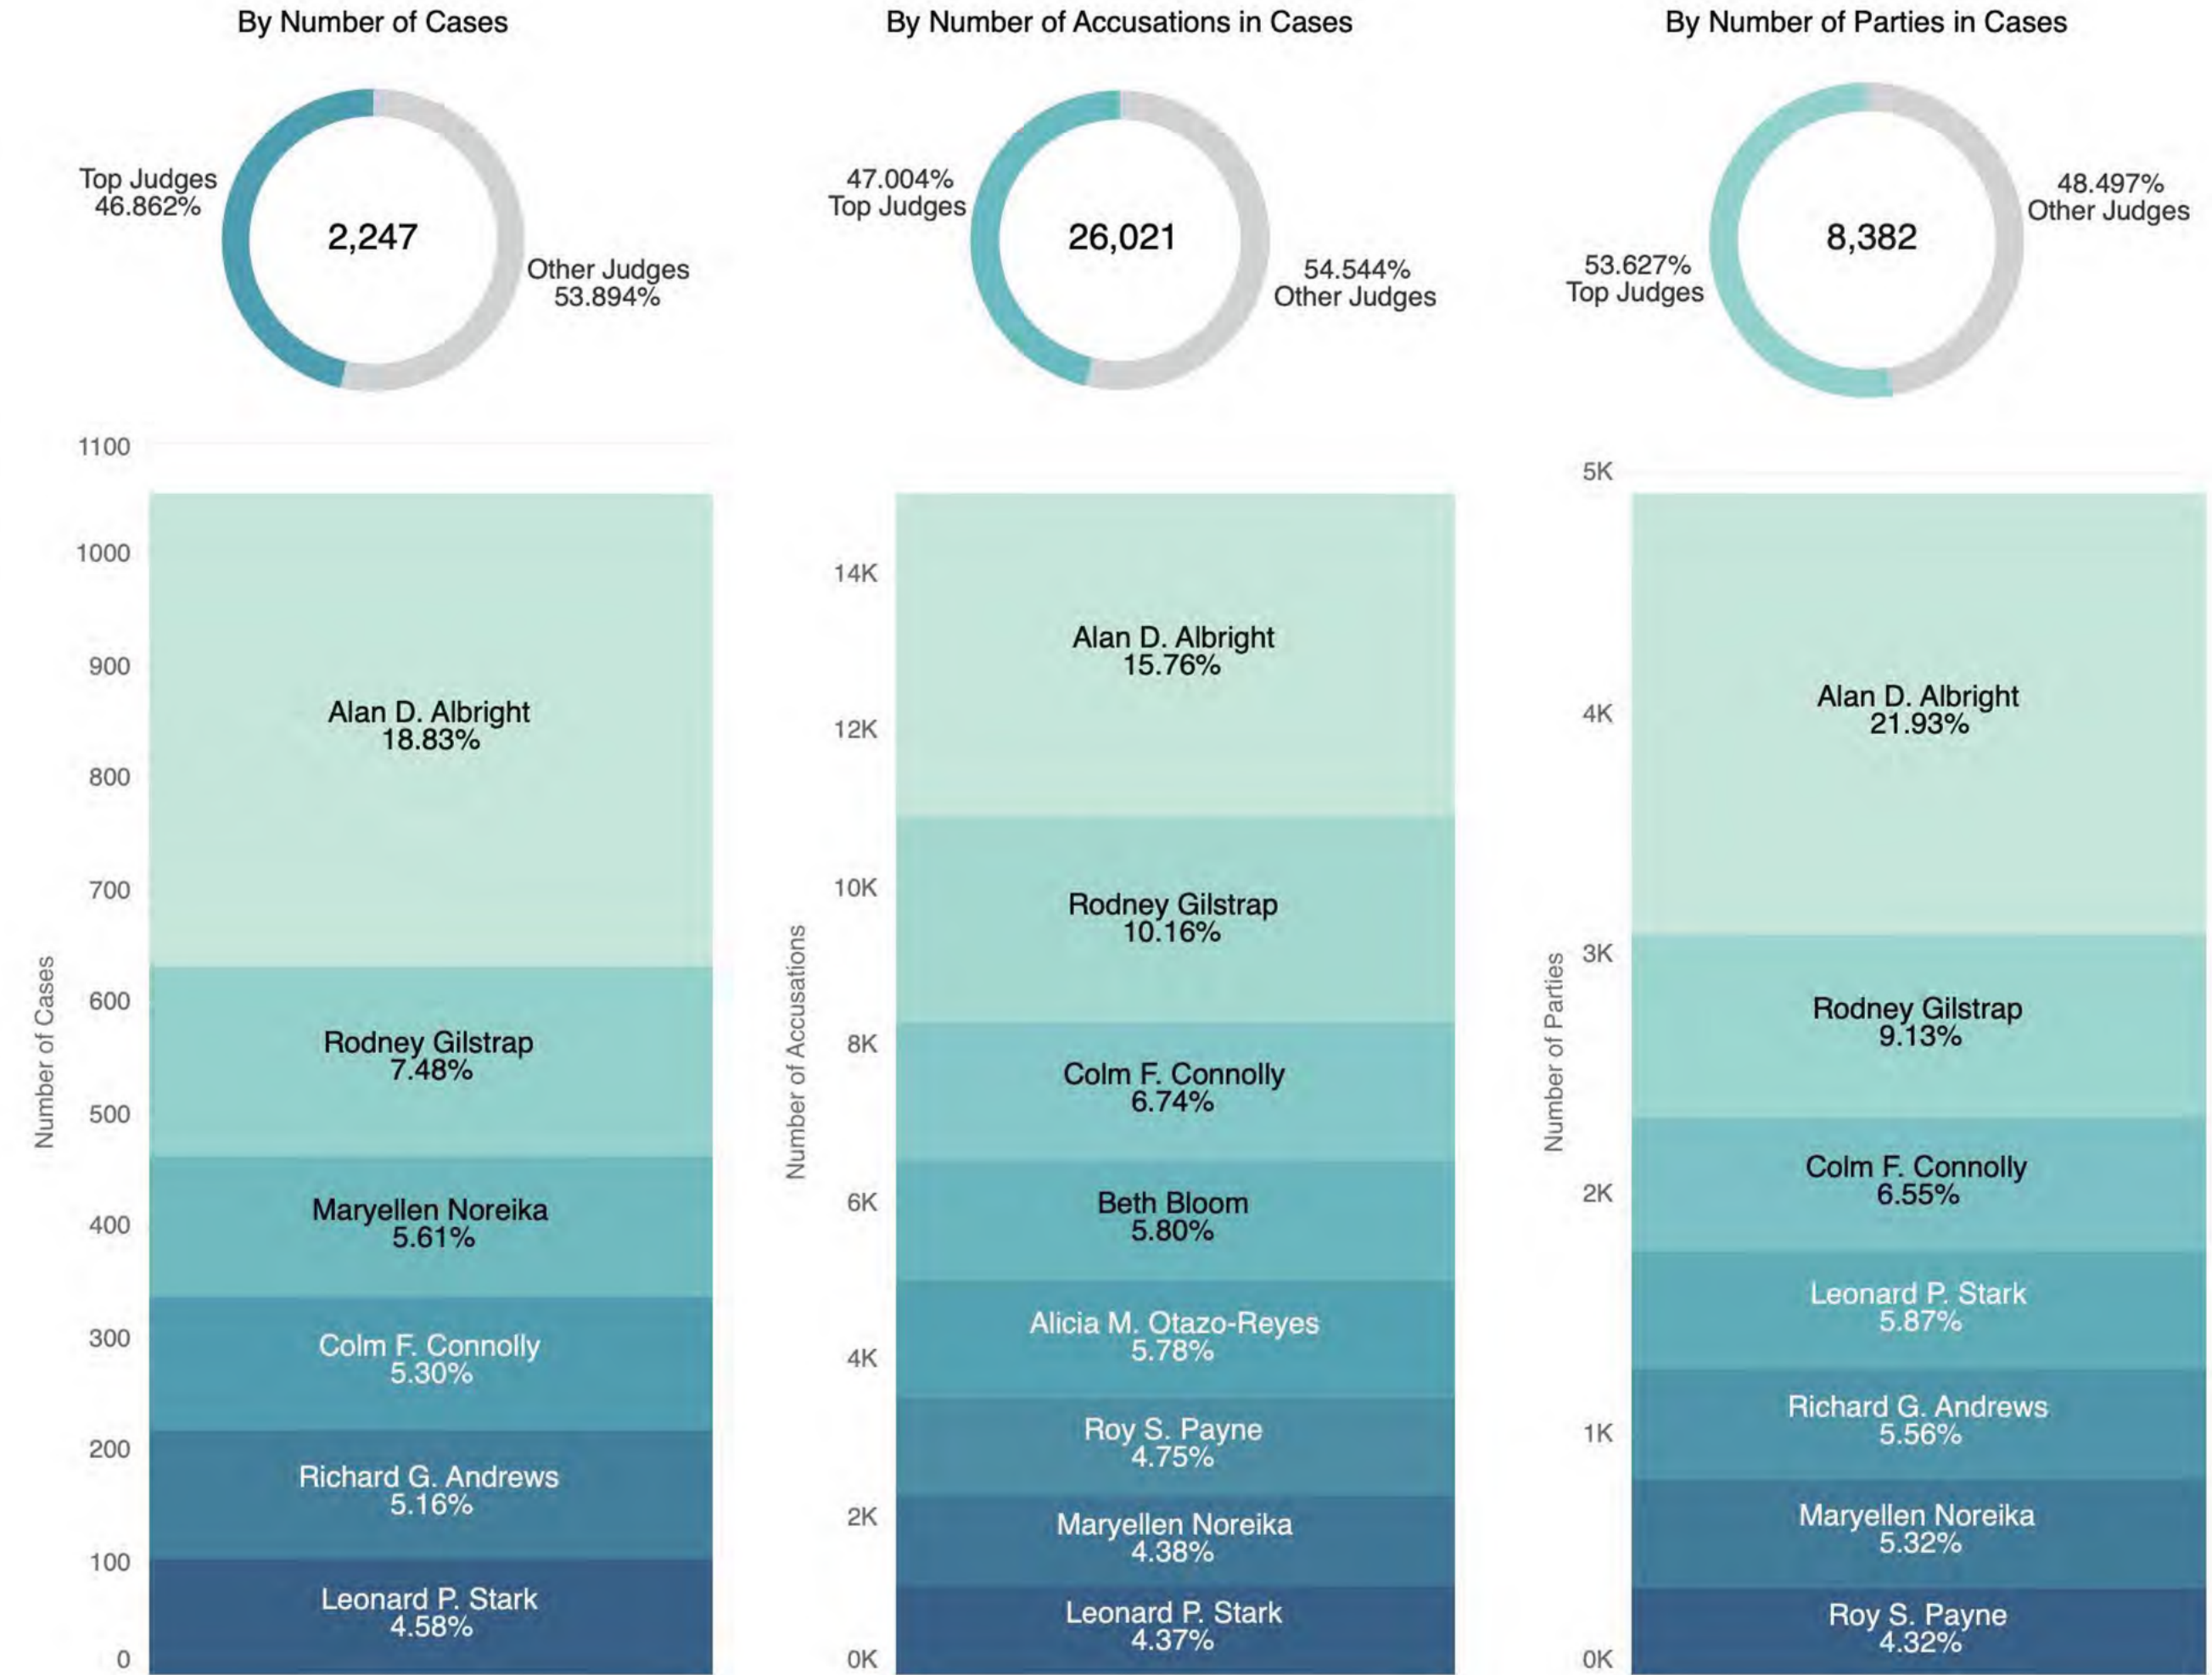 By Number of Cases
Top Judges
46.862%
2,247
Other Judges
53.894%
1100
1000
900
800
700
600
500
400
300
200
100
0
Number of Cases
Alan D. Albright
18.83%
Rodney Gilstrap
7.48%
Maryellen Noreika
5.61%
Colm F. Connolly
5.30%
Richard G. Andrews
5.16%
Leonard P. Stark
4.58%
By Number of Accusations in Cases
47.004%
Top Judges
26,021
54.544%
Other Judges
14K
12K
10K
8K
6K
4K
2K
0K
Number of Accusations
Alan D. Albright
15.76%
Rodney Gilstrap
10.16%
Colm F. Connolly
6.74%
Beth Bloom
5.80%
Alicia M. Otazo-Reyes
5.78%
Roy S. Payne
4.75%
Maryellen Noreika
4.38%
Leonard P. Stark
4.37%
By Number of Parties in Cases
48.497%
Other Judges
8,382
53.627%
Top Judges
5K
4K
3K
2K
1K
0K
Number of Parties
Alan D. Albright
21.93%
Rodney Gilstrap
9.13%
Colm F. Connolly
6.55%
Leonard P. Stark
5.87%
Richard G. Andrews
5.56%
Maryellen Noreika
5.32%
Roy S. Payne
4.32%